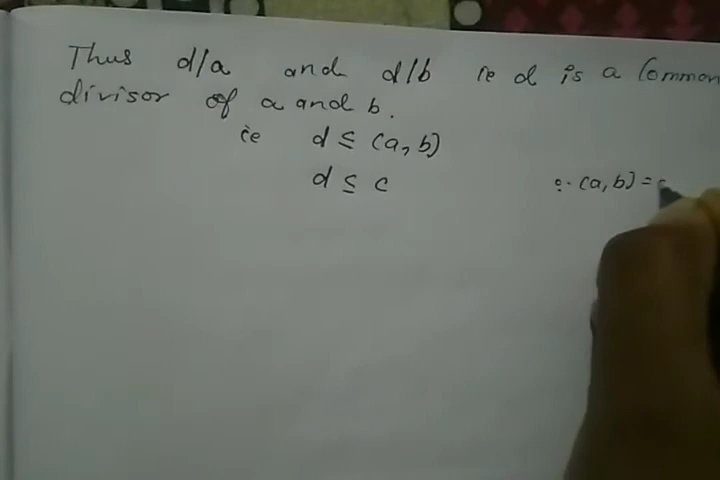 Thus d/a and d/b ie d is a Common
divisor of a and b.
ie d ≤ (a, b)
d ≤ c ∵ (a, b) = c